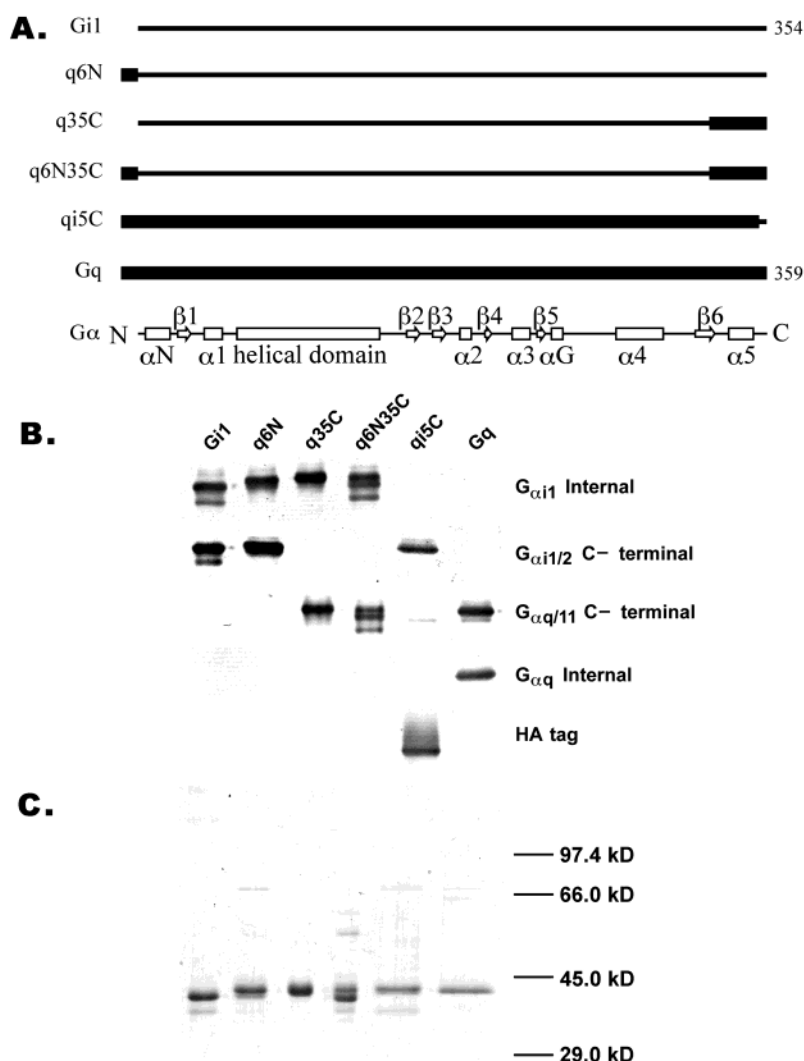 A.
Gi1 354
q6N
q35C
q6N35C
qi5C
Gq 359
β1 β2 β3 β4 β5 β6
Gα N C
αN α1 helical domain α2 α3 αG α4 α5
B.
Gi1 q6N q35C q6N35C qi5C Gq
Gαi1 Internal
Gαi1/2 C- terminal
Gαq/11 C- terminal
Gαq Internal
HA tag
C.
97.4 kD
66.0 kD
45.0 kD
29.0 kD